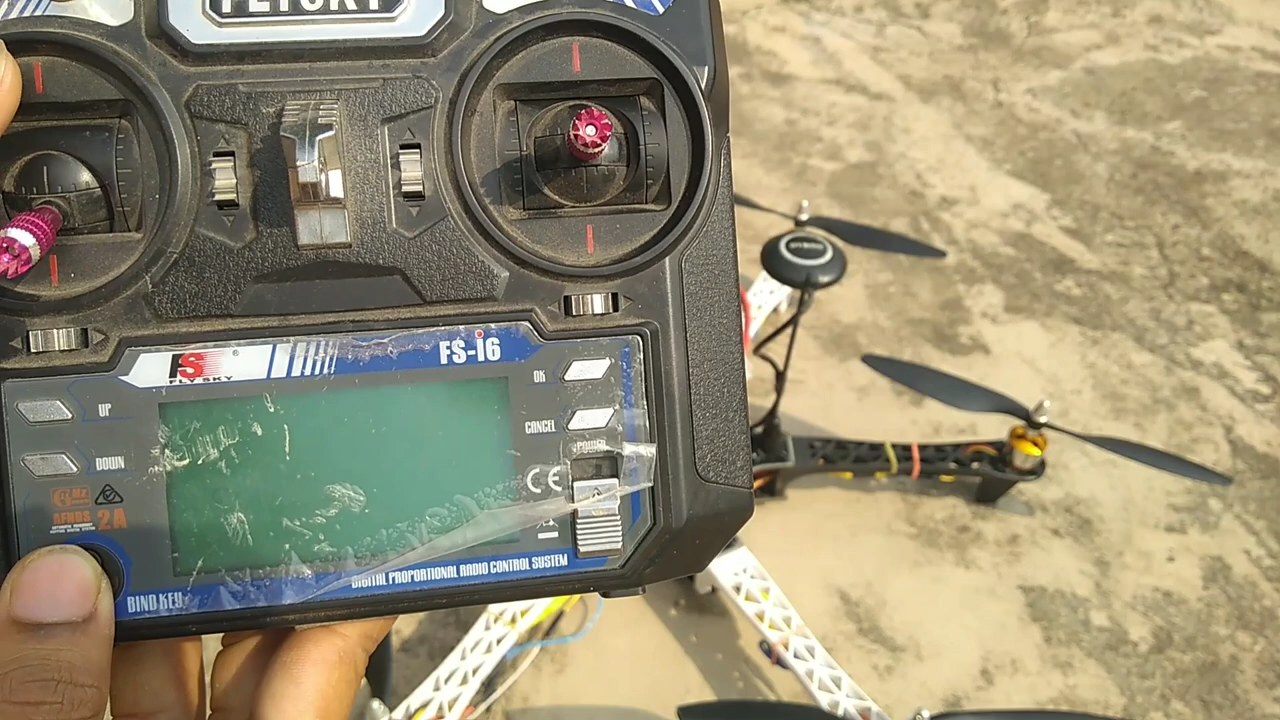 FLYSKY
FS-i6
FS ®
FLY SKY
OK
UP
CANCEL
POWER
DOWN
CE
AFHDS 2A
DIGITAL PROPORTIONAL RADIO CONTROL SYSTEM
BIND KEY